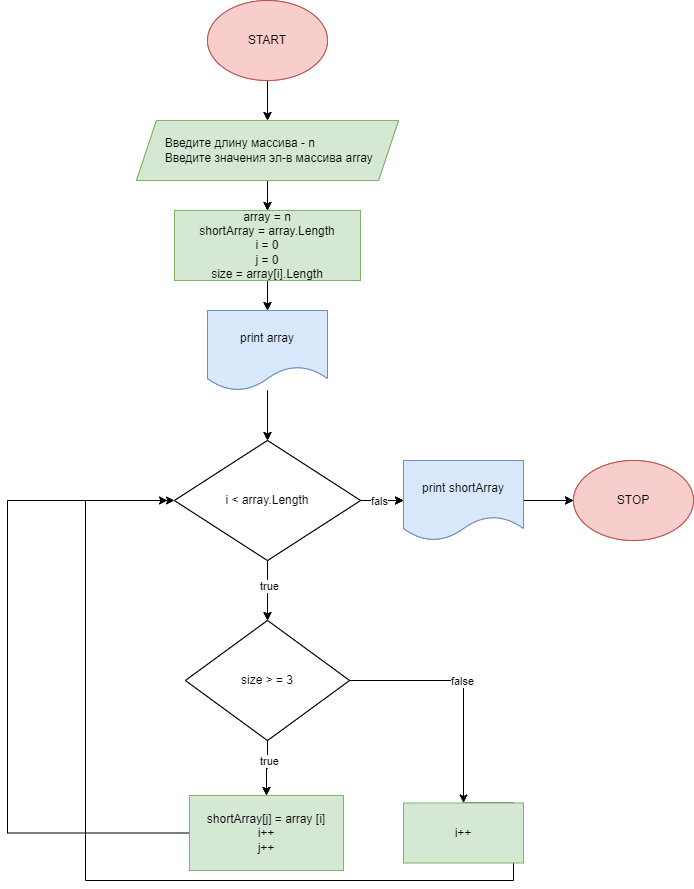 START
Введите длину массива - n
Введите значения эл-в массива array
array = n
shortArray = array.Length
i = 0
j = 0
size = array[i].Length
print array
i < array.Length
fals
print shortArray
STOP
true
size > = 3
false
true
shortArray[j] = array [i]
i++
j++
i++